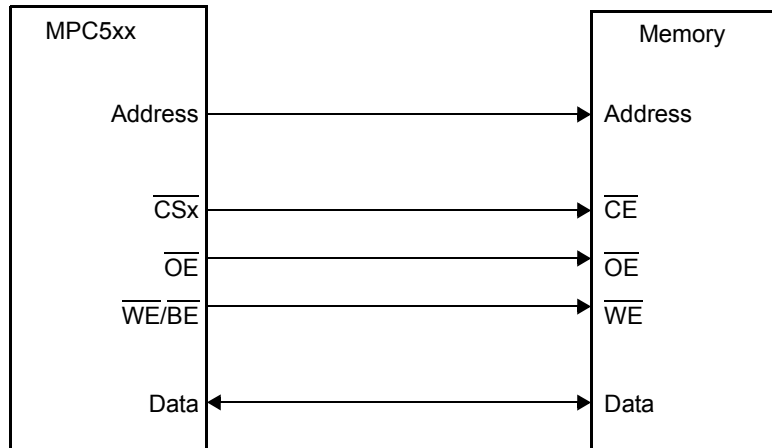 MPC5xx
Memory
Address
Address
CSx
CE
OE
OE
WE/BE
WE
Data
Data